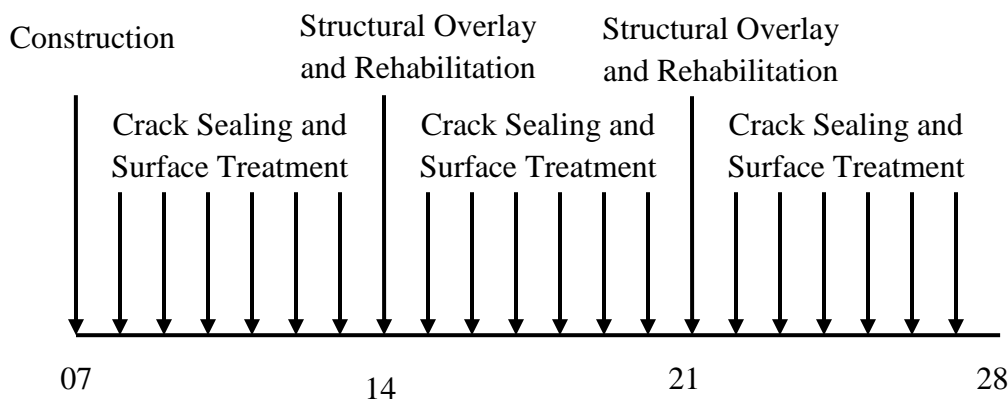 Construction
Structural Overlay
and Rehabilitation
Structural Overlay
and Rehabilitation
Crack Sealing and
Surface Treatment
Crack Sealing and
Surface Treatment
Crack Sealing and
Surface Treatment
07
14
21
28